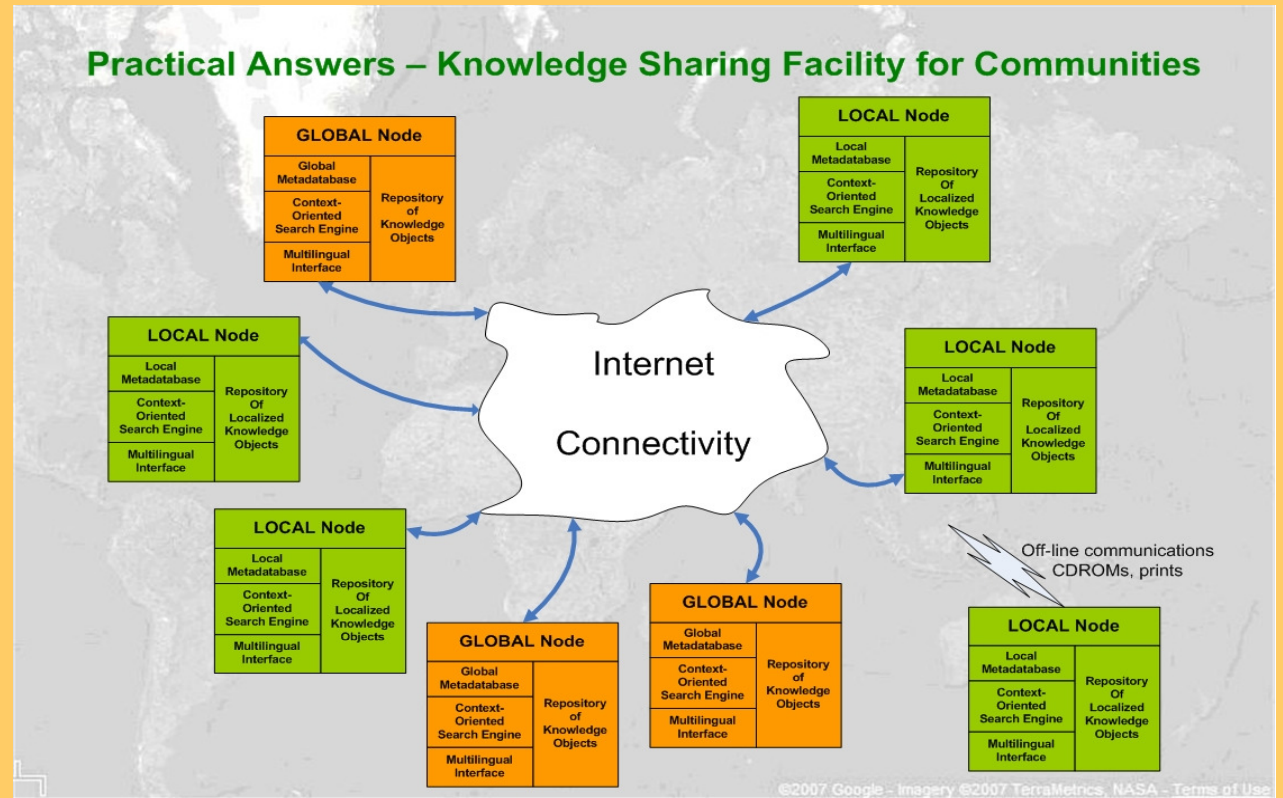 Practical Answers – Knowledge Sharing Facility for Communities
GLOBAL Node
Global
Metadatabase
Context-
Oriented
Search Engine
Multilingual
Interface
Repository
of
Knowledge
Objects
LOCAL Node
Local
Metadatabase
Context-
Oriented
Search Engine
Multilingual
Interface
Repository
Of
Localized
Knowledge
Objects
LOCAL Node
Local
Metadatabase
Context-
Oriented
Search Engine
Multilingual
Interface
Repository
Of
Localized
Knowledge
Objects
Internet
Connectivity
LOCAL Node
Local
Metadatabase
Context-
Oriented
Search Engine
Multilingual
Interface
Repository
Of
Localized
Knowledge
Objects
LOCAL Node
Local
Metadatabase
Context-
Oriented
Search Engine
Multilingual
Interface
Repository
Of
Localized
Knowledge
Objects
GLOBAL Node
Global
Metadatabase
Context-
Oriented
Search Engine
Multilingual
Interface
Repository
of
Knowledge
Objects
GLOBAL Node
Global
Metadatabase
Context-
Oriented
Search Engine
Multilingual
Interface
Repository
of
Knowledge
Objects
Off-line communications
CDROMs, prints
LOCAL Node
Local
Metadatabase
Context-
Oriented
Search Engine
Multilingual
Interface
Repository
Of
Localized
Knowledge
Objects
©2007 Google - Imagery ©2007 TerraMetrics, NASA - Terms of Use